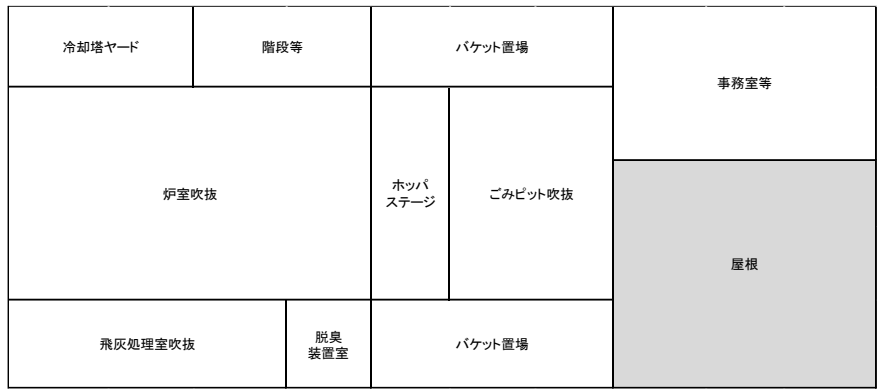 冷却塔ヤード
階段等
バケット置場
事務室等
炉室吹抜
ホッパ
ステージ
ごみピット吹抜
屋根
飛灰処理室吹抜
脱臭
装置室
バケット置場